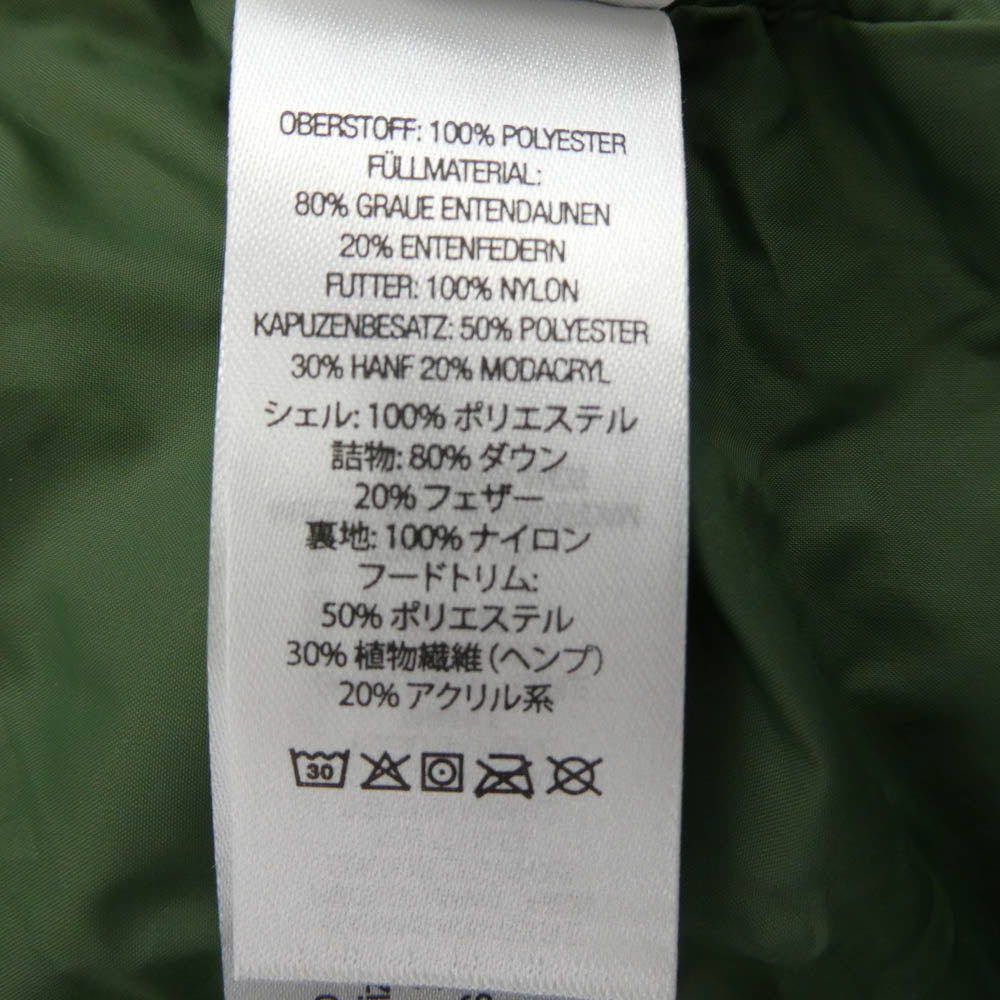 OBERSTOFF: 100% POLYESTER
FÜLLMATERIAL:
80% GRAUE ENTENDAUNEN
20% ENTENFEDERN
FUTTER: 100% NYLON
KAPUZENBESATZ: 50% POLYESTER
30% HANF 20% MODACRYL
シェル: 100% ポリエステル
詰物: 80% ダウン
20% フェザー
裏地: 100% ナイロン
フードトリム:
50% ポリエステル
30% 植物繊維 (ヘンプ)
20% アクリル系
30